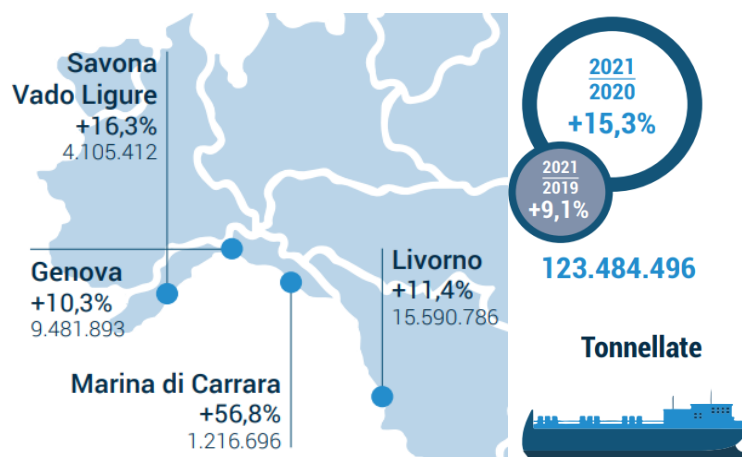 Savona
Vado Ligure
+16,3%
4.105.412
Genova
+10,3%
9.481.893
Marina di Carrara
+56,8%
1.216.696
Livorno
+11,4%
15.590.786
2021
2020
+15,3%
2021
2019
+9,1%
123.484.496
Tonnellate